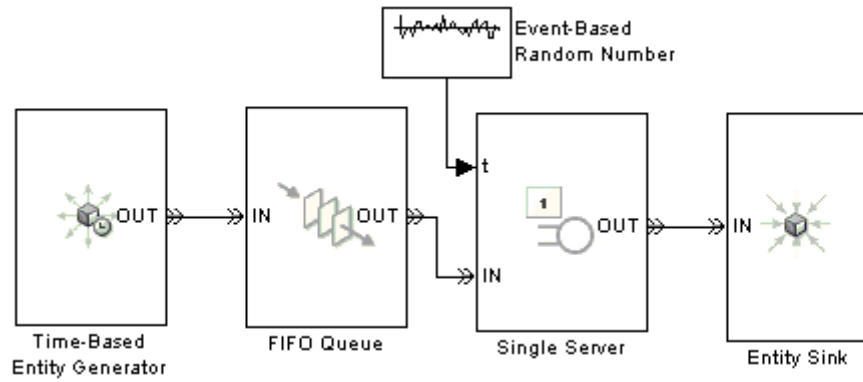 Event-Based
Random Number
t
1
OUT
IN
OUT
OUT
IN
IN
Time-Based
Entity Generator
FIFO Queue
Single Server
Entity Sink